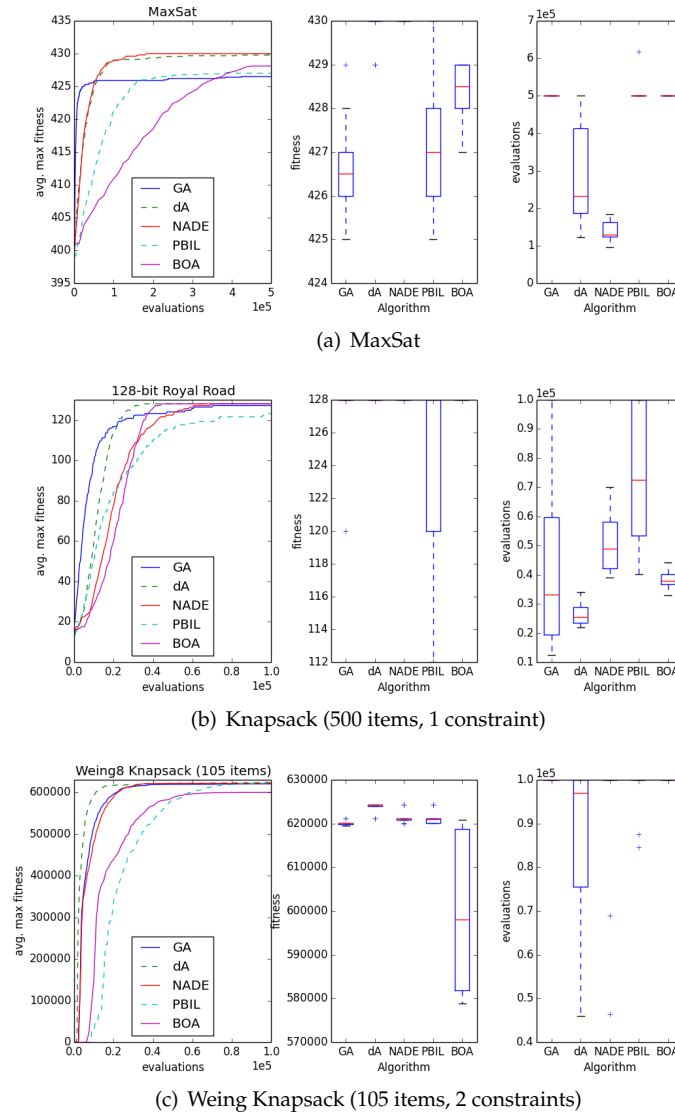 MaxSat
430
425
420
415
410
405
400
395
avg. max fitness
GA
dA
NADE
PBIL
BOA
0 1 2 3 4 5
evaluations 1e5
430
429
428
427
426
425
424
fitness
GA dA NADE PBIL BOA
Algorithm
1e5
7
6
5
4
3
2
1
0
evaluations
GA dA NADE PBIL BOA
Algorithm
(a) MaxSat
128-bit Royal Road
120
100
80
60
40
20
0
avg. max fitness
GA
dA
NADE
PBIL
BOA
0.0 0.2 0.4 0.6 0.8 1.0
evaluations 1e5
128
126
124
122
120
118
116
114
112
fitness
GA dA NADE PBIL BOA
Algorithm
1e5
1.0
0.9
0.8
0.7
0.6
0.5
0.4
0.3
0.2
0.1
evaluations
GA dA NADE PBIL BOA
Algorithm
(b) Knapsack (500 items, 1 constraint)
Weing8 Knapsack (105 items)
600000
500000
400000
300000
200000
100000
0
avg. max fitness
GA
dA
NADE
PBIL
BOA
0.0 0.2 0.4 0.6 0.8 1.0
evaluations 1e5
630000
620000
610000
600000
590000
580000
570000
fitness
GA dA NADE PBIL BOA
Algorithm
1e5
1.0
0.9
0.8
0.7
0.6
0.5
0.4
evaluations
GA dA NADE PBIL BOA
Algorithm
(c) Weing Knapsack (105 items, 2 constraints)